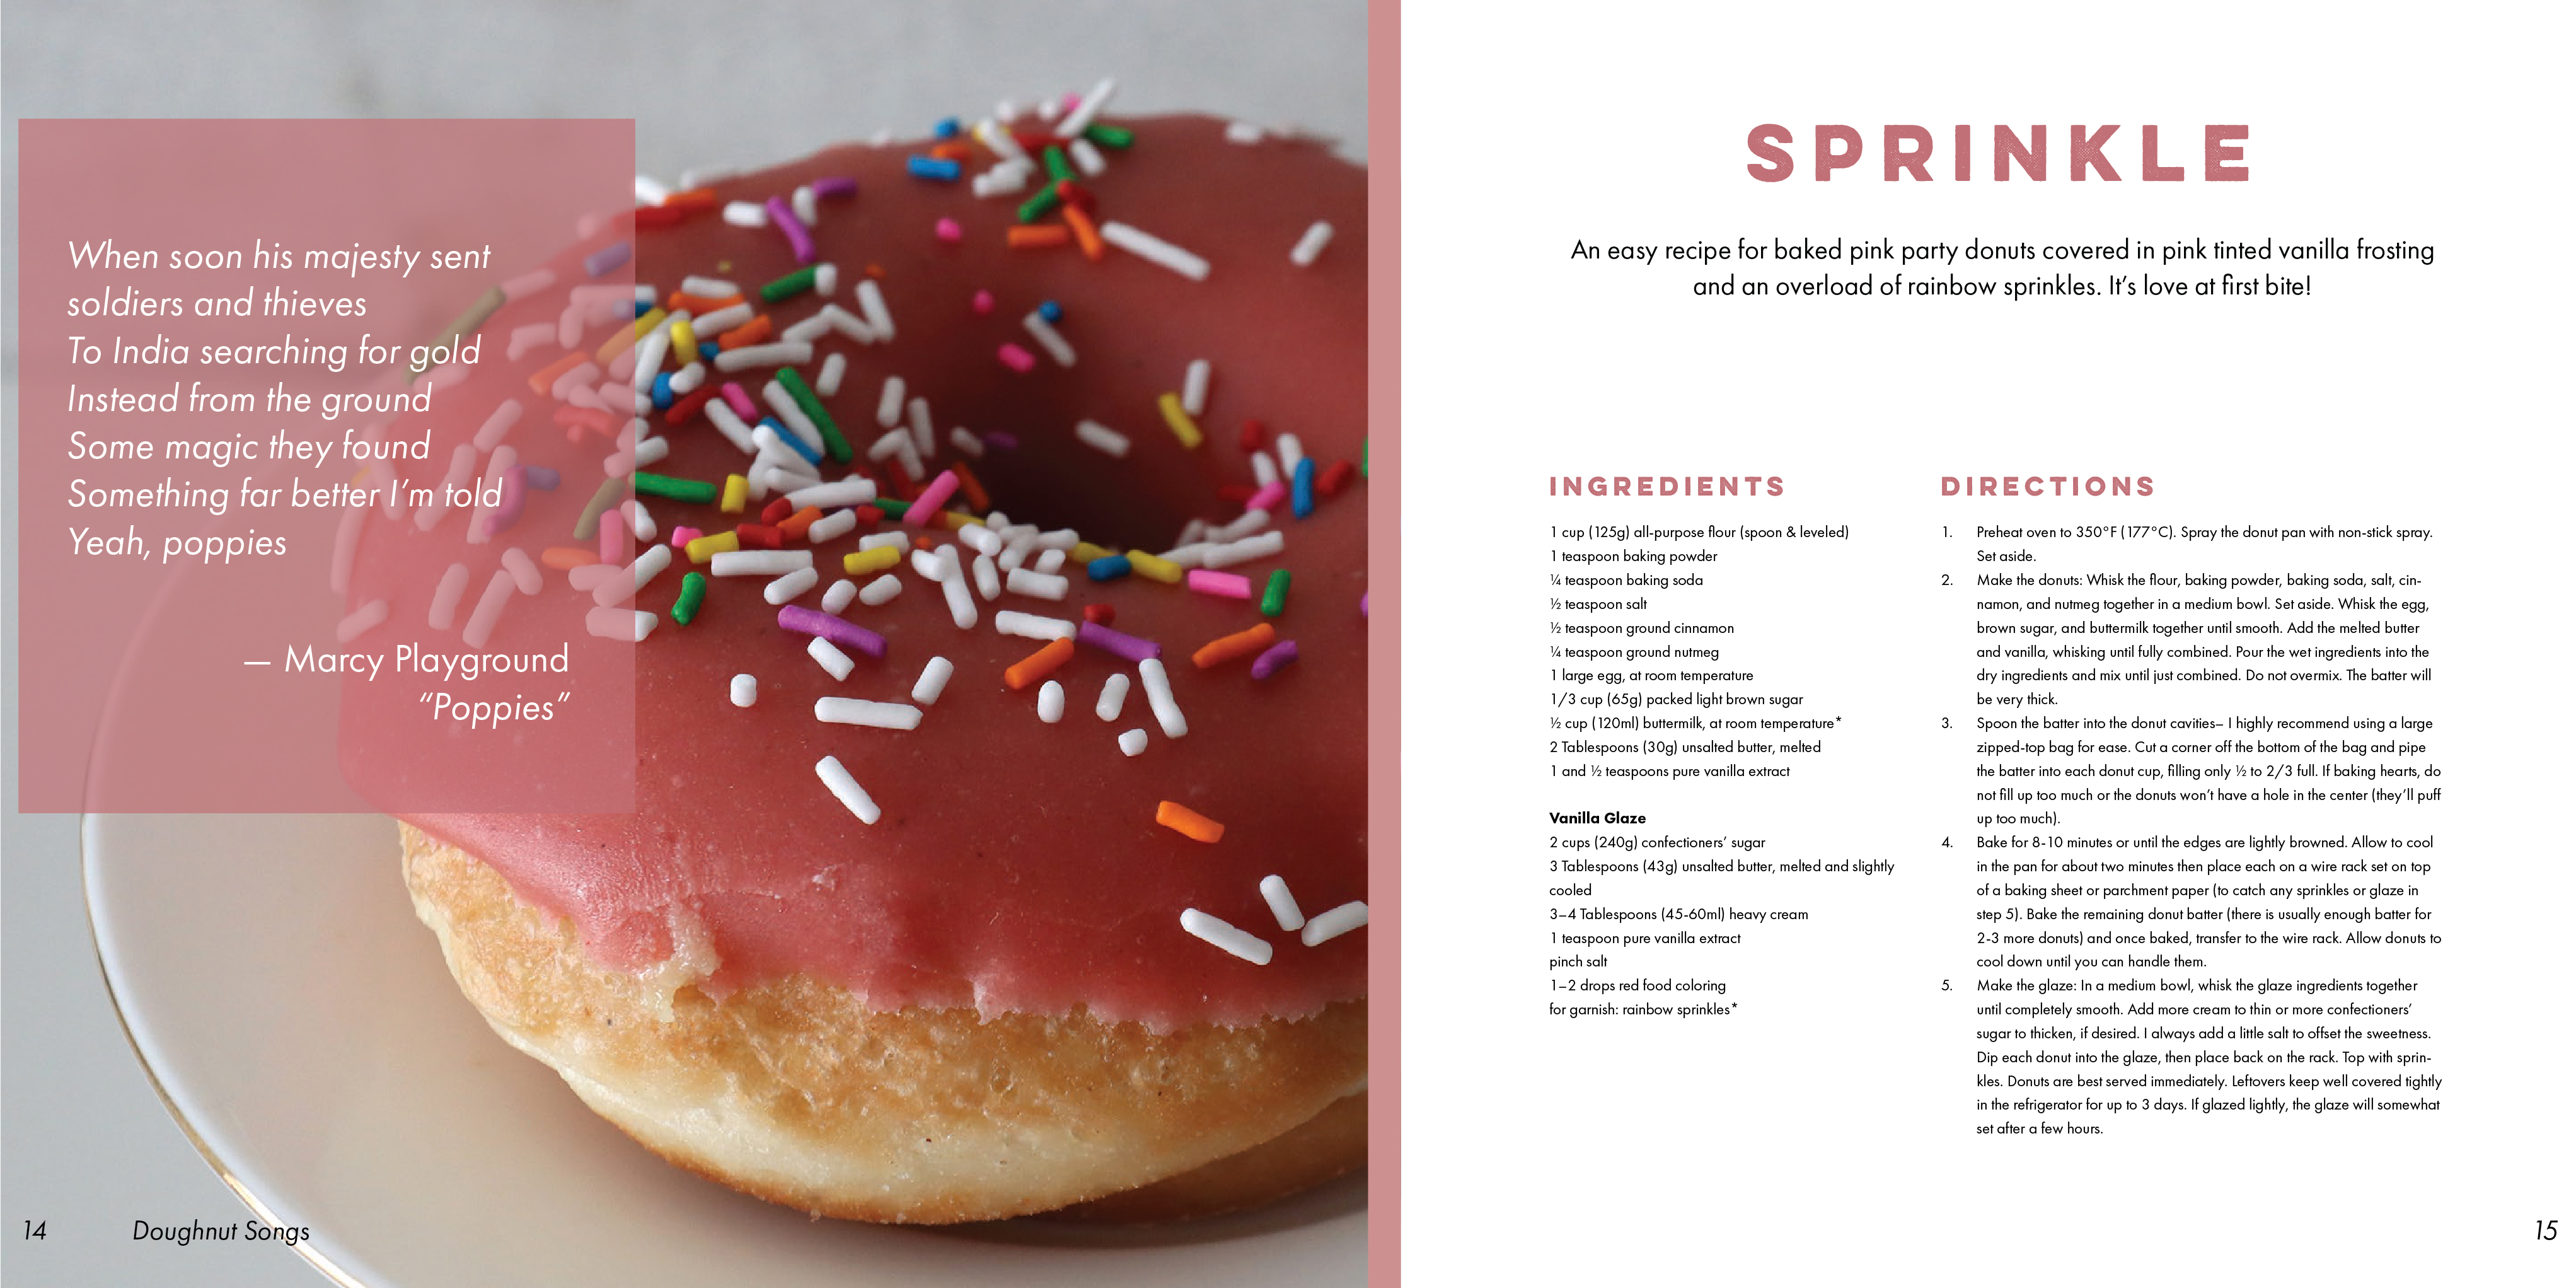 When soon his majesty sent
soldiers and thieves
To India searching for gold
Instead from the ground
Some magic they found
Something far better I'm told
Yeah, poppies
— Marcy Playground
“Poppies”
14 Doughnut Songs
SPRINKLE
An easy recipe for baked pink party donuts covered in pink tinted vanilla frosting
and an overload of rainbow sprinkles. It's love at first bite!
INGREDIENTS
1 cup (125g) all-purpose flour (spoon & leveled)
1 teaspoon baking powder
¼ teaspoon baking soda
½ teaspoon salt
½ teaspoon ground cinnamon
¼ teaspoon ground nutmeg
1 large egg, at room temperature
1/3 cup (65g) packed light brown sugar
½ cup (120ml) buttermilk, at room temperature*
2 Tablespoons (30g) unsalted butter, melted
1 and ½ teaspoons pure vanilla extract
Vanilla Glaze
2 cups (240g) confectioners' sugar
3 Tablespoons (43g) unsalted butter, melted and slightly
cooled
3–4 Tablespoons (45-60ml) heavy cream
1 teaspoon pure vanilla extract
pinch salt
1–2 drops red food coloring
for garnish: rainbow sprinkles*
DIRECTIONS
1. Preheat oven to 350°F (177°C). Spray the donut pan with non-stick spray.
Set aside.
2. Make the donuts: Whisk the flour, baking powder, baking soda, salt, cin-
namon, and nutmeg together in a medium bowl. Set aside. Whisk the egg,
brown sugar, and buttermilk together until smooth. Add the melted butter
and vanilla, whisking until fully combined. Pour the wet ingredients into the
dry ingredients and mix until just combined. Do not overmix. The batter will
be very thick.
3. Spoon the batter into the donut cavities– I highly recommend using a large
zipped-top bag for ease. Cut a corner off the bottom of the bag and pipe
the batter into each donut cup, filling only ½ to 2/3 full. If baking hearts, do
not fill up too much or the donuts won't have a hole in the center (they'll puff
up too much).
4. Bake for 8-10 minutes or until the edges are lightly browned. Allow to cool
in the pan for about two minutes then place each on a wire rack set on top
of a baking sheet or parchment paper (to catch any sprinkles or glaze in
step 5). Bake the remaining donut batter (there is usually enough batter for
2-3 more donuts) and once baked, transfer to the wire rack. Allow donuts to
cool down until you can handle them.
5. Make the glaze: In a medium bowl, whisk the glaze ingredients together
until completely smooth. Add more cream to thin or more confectioners'
sugar to thicken, if desired. I always add a little salt to offset the sweetness.
Dip each donut into the glaze, then place back on the rack. Top with sprin-
kles. Donuts are best served immediately. Leftovers keep well covered tightly
in the refrigerator for up to 3 days. If glazed lightly, the glaze will somewhat
set after a few hours.
15